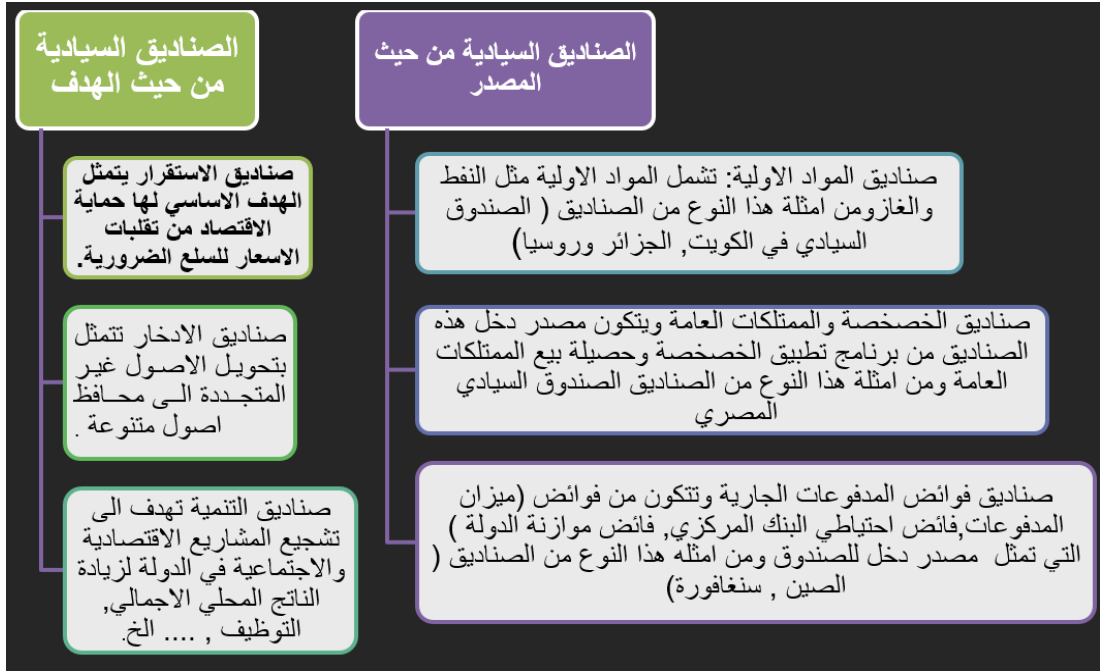 الصناديق السيادية من حيث
المصدر
صناديق المواد الاولية: تشمل المواد الاولية مثل النفط
والغازومن امثلة هذا النوع من الصناديق ( الصندوق
السيادي في الكويت, الجزائر وروسيا)
صناديق الخصخصة والممتلكات العامة ويتكون مصدر دخل هذه
الصناديق من برنامج تطبيق الخصخصة وحصيلة بيع الممتلكات
العامة ومن امثلة هذا النوع من الصناديق الصندوق السيادي
المصري
صناديق فوائض المدفوعات الجارية وتتكون من فوائض (ميزان
المدفوعات,فائض احتياطي البنك المركزي, فائض موازنة الدولة )
التي تمثل مصدر دخل للصندوق ومن امثله هذا النوع من الصناديق (
الصين , سنغافورة)
الصناديق السيادية
من حيث الهدف
صناديق الاستقرار يتمثل
الهدف الاساسي لها حماية
الاقتصاد من تقلبات
الاسعار للسلع الضرورية.
صناديق الادخار تتمثل
بتحويل الاصول غير
المتجددة الى محافظ
اصول متنوعة .
صناديق التنمية تهدف الى
تشجيع المشاريع الاقتصادية
والاجتماعية في الدولة لزيادة
الناتج المحلي الاجمالي,
التوظيف , .... الخ.